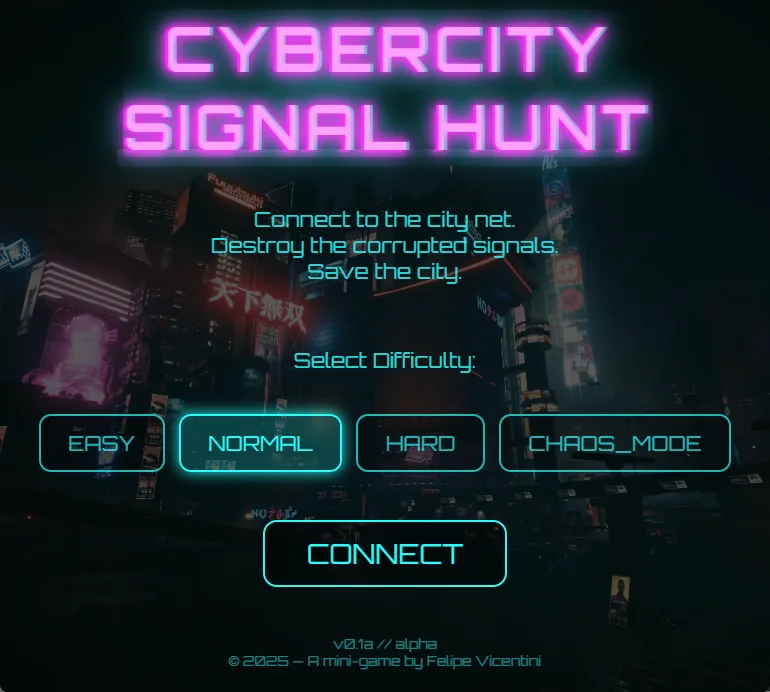 CYBERCITY
SIGNAL HUNT
Connect to the city net.
Destroy the corrupted signals.
Save the city.
Select Difficulty:
EASY
NORMAL
HARD
CHAOS_MODE
CONNECT
v0.1a // alpha
© 2025 — A mini-game by Felipe Vicentini